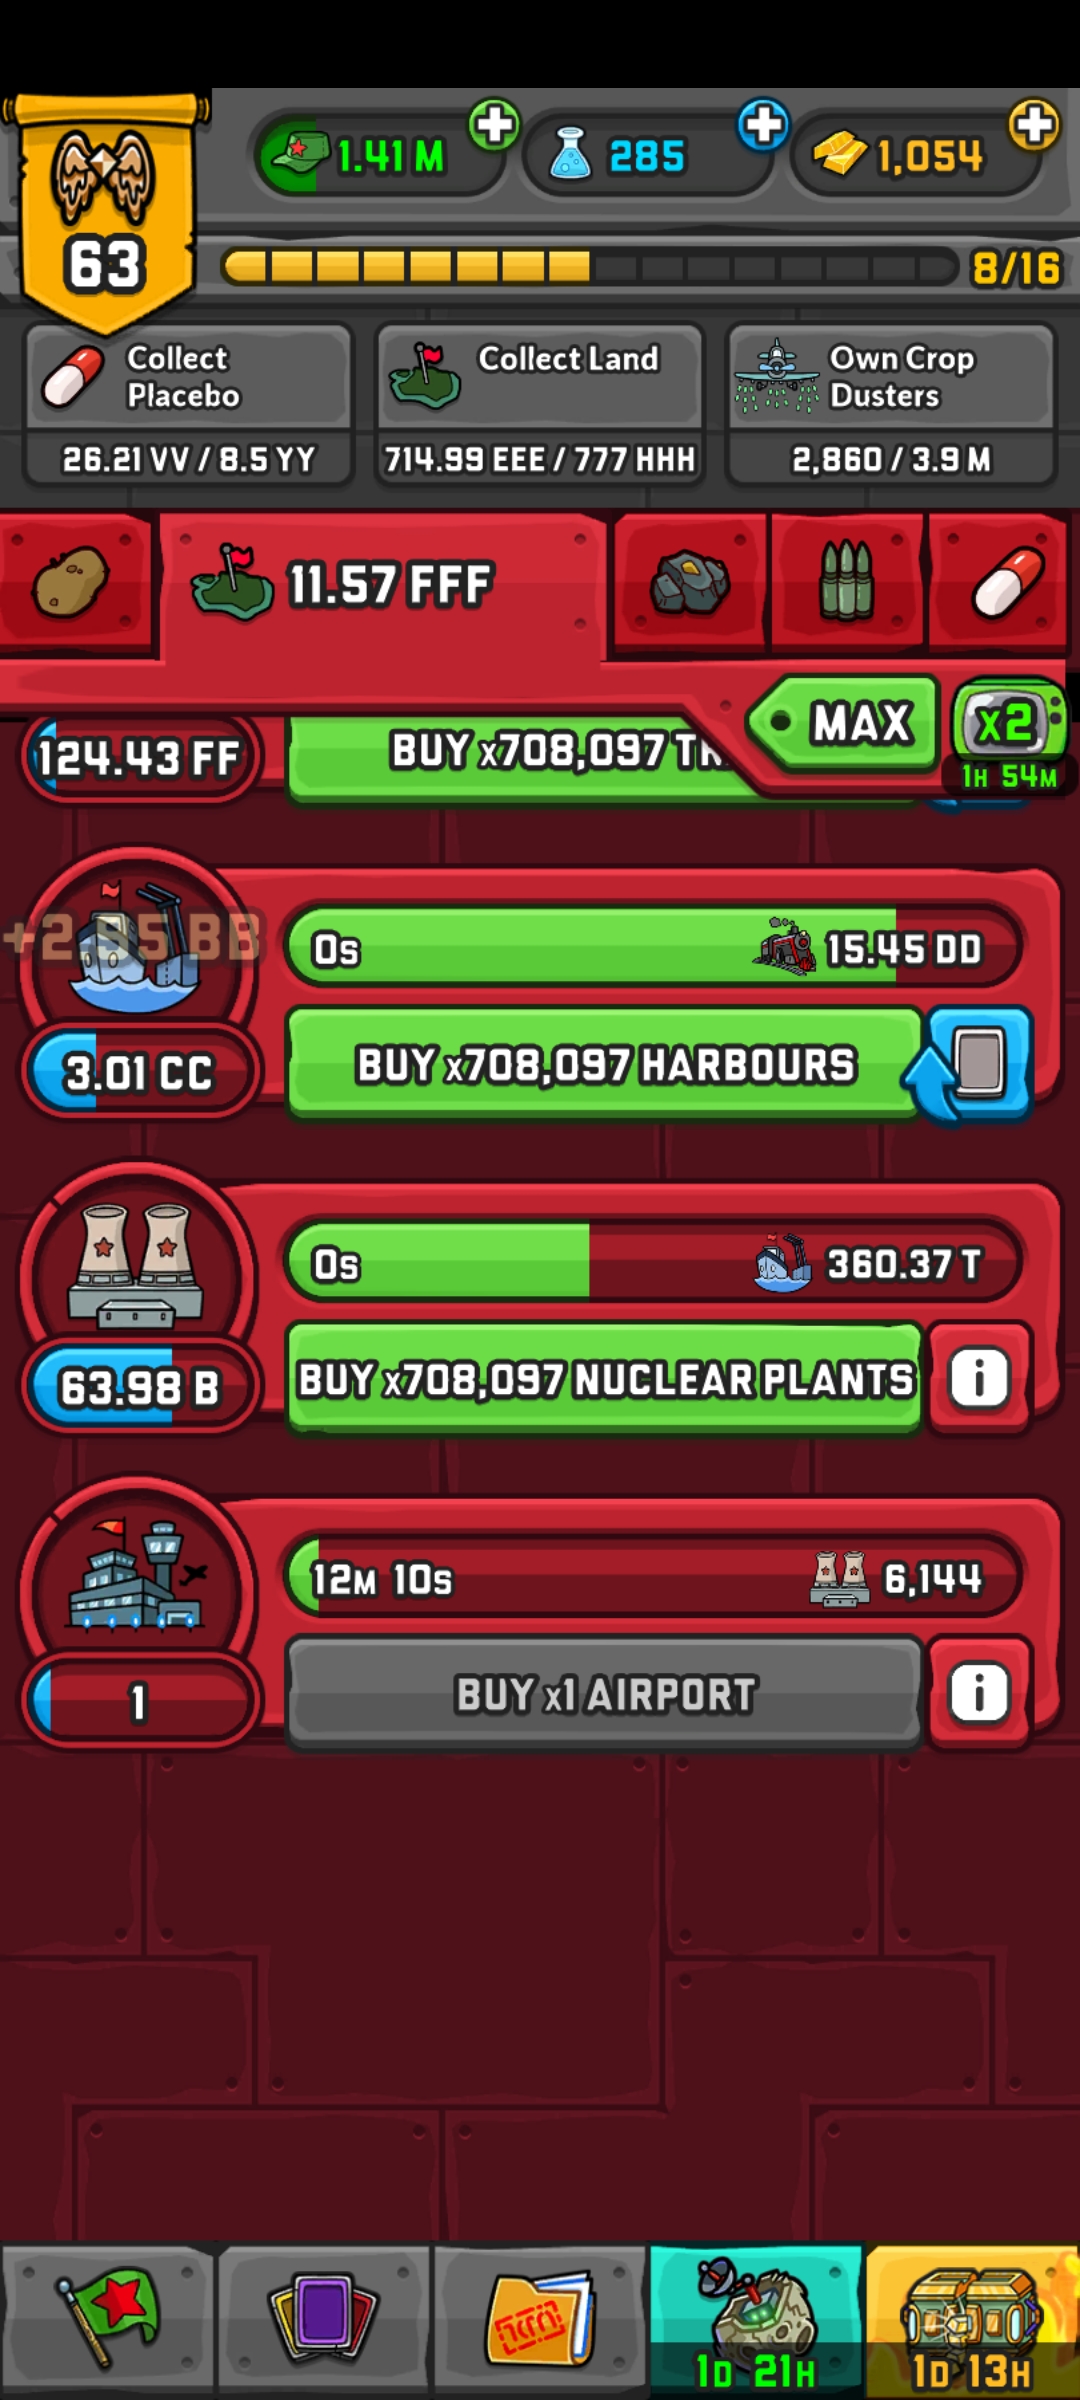 1.41 M
285
1,054
63
8/16
Collect
Placebo
26.21 VV / 8.5 YY
Collect Land
714.99 EEE / 777 HHH
Own Crop
Dusters
2,860 / 3.9 M
11.57 FFF
MAX
x2
1H 54M
124.43 FF
BUY x708,097
+2.95 BB
0s
15.45 DD
3.01 CC
BUY x708,097 HARBOURS
0s
360.37 T
63.98 B
BUY x708,097 NUCLEAR PLANTS
i
12M 10s
6,144
1
BUY x1 AIRPORT
i
1D 21H
1D 13H